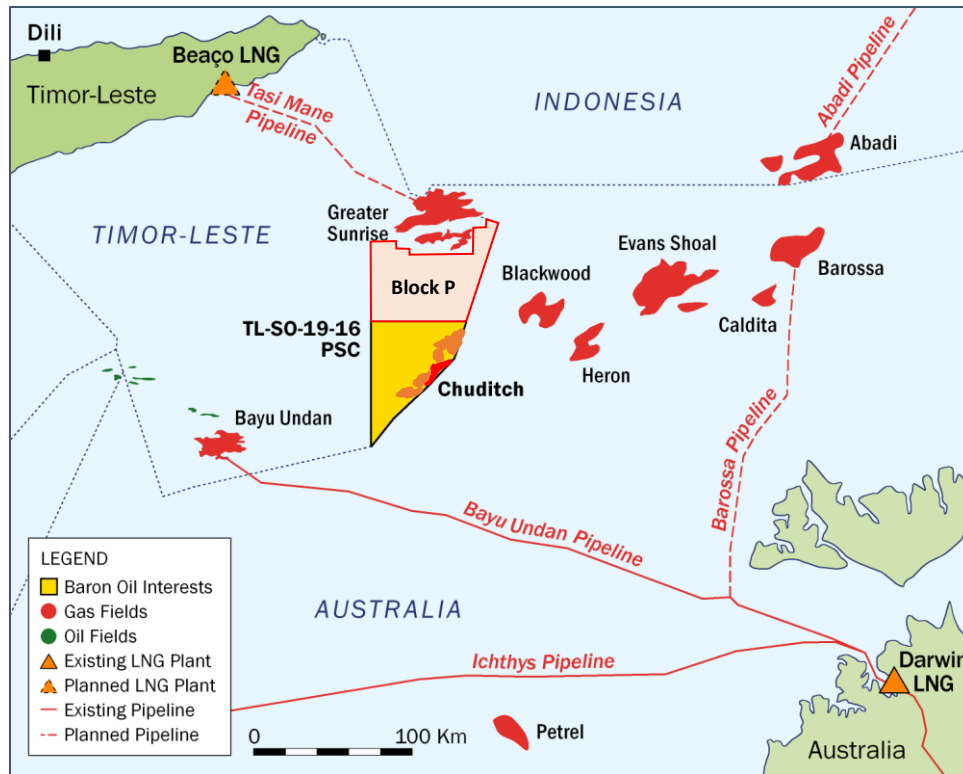 Dili
Beaço LNG
Timor-Leste
Tasi Mane
Pipeline
INDONESIA
Abadi Pipeline
Abadi
Greater
Sunrise
TIMOR-LESTE
Block P
Blackwood
Evans Shoal
Barossa
Caldita
Heron
TL-SO-19-16
PSC
Chuditch
Bayu Undan
Barossa Pipeline
Bayu Undan Pipeline
LEGEND
Baron Oil Interests
Gas Fields
Oil Fields
Existing LNG Plant
Planned LNG Plant
Existing Pipeline
Planned Pipeline
AUSTRALIA
Ichthys Pipeline
Darwin
LNG
Petrel
Australia
0 100 Km